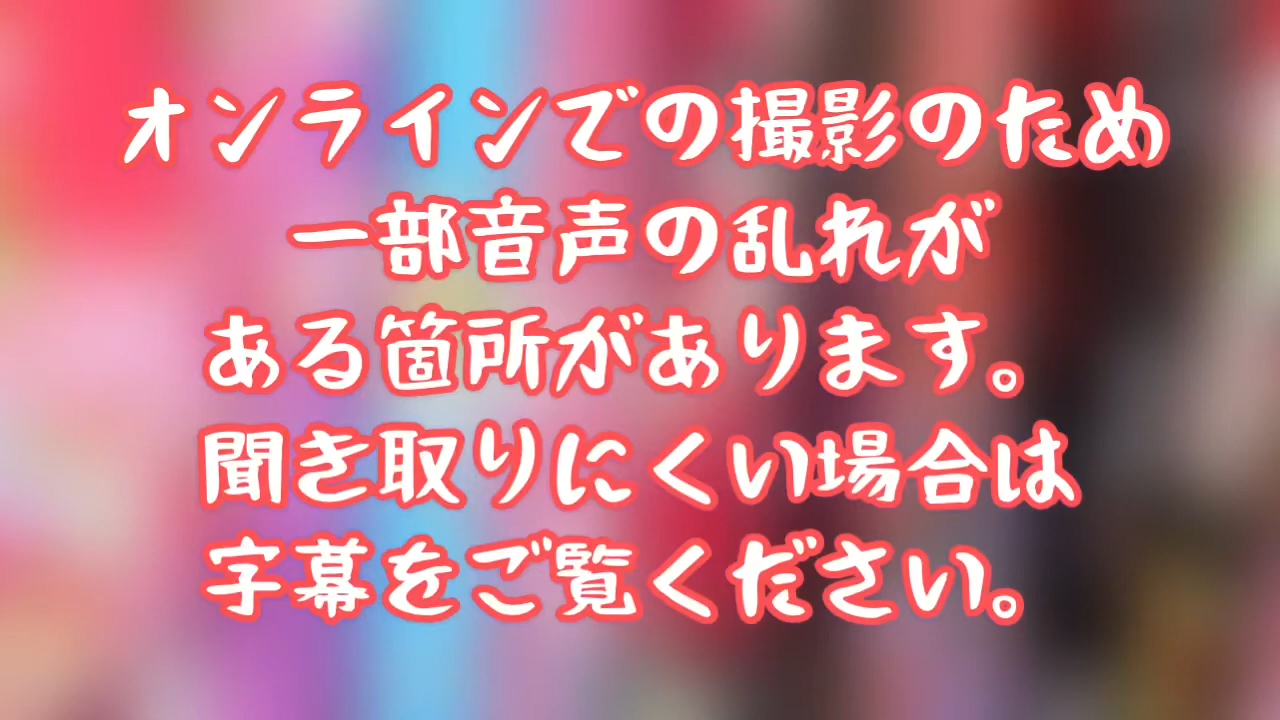 オンラインでの撮影のため
一部音声の乱れが
ある箇所があります。
聞き取りにくい場合は
字幕をご覧ください。